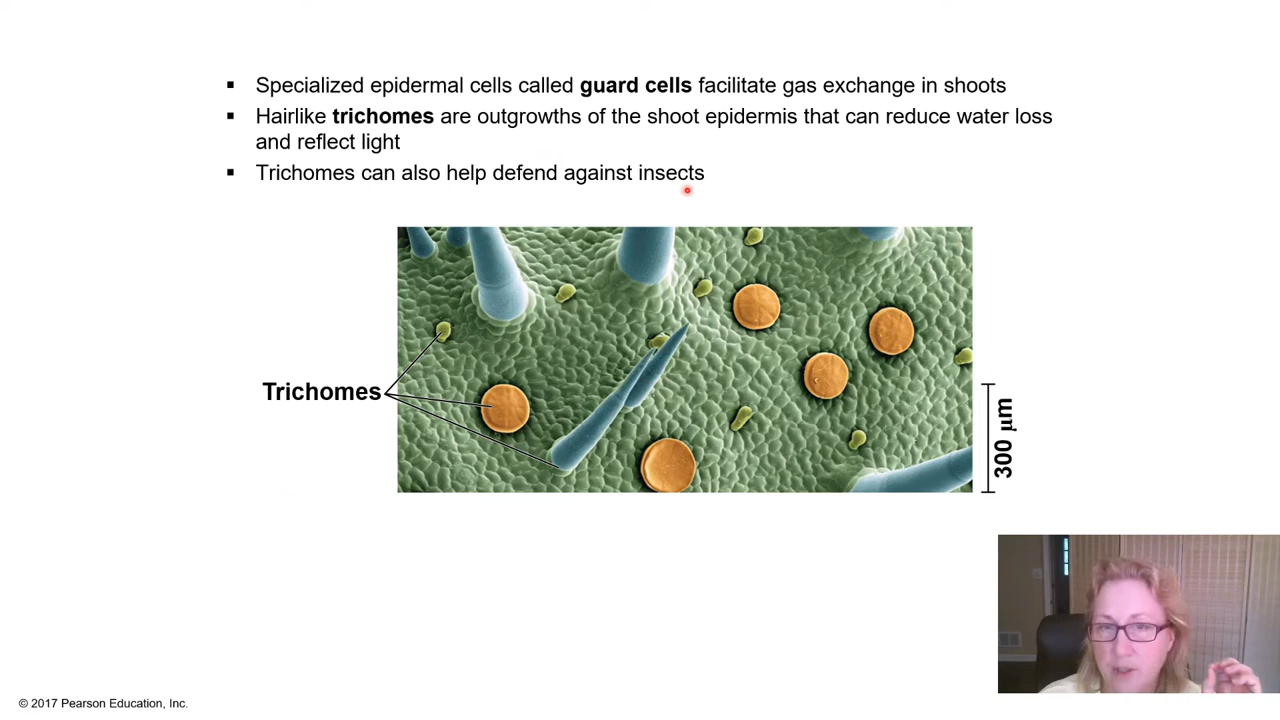 ▪ Specialized epidermal cells called guard cells facilitate gas exchange in shoots
▪ Hairlike trichomes are outgrowths of the shoot epidermis that can reduce water loss
and reflect light
▪ Trichomes can also help defend against insects
Trichomes
300 μm
© 2017 Pearson Education, Inc.